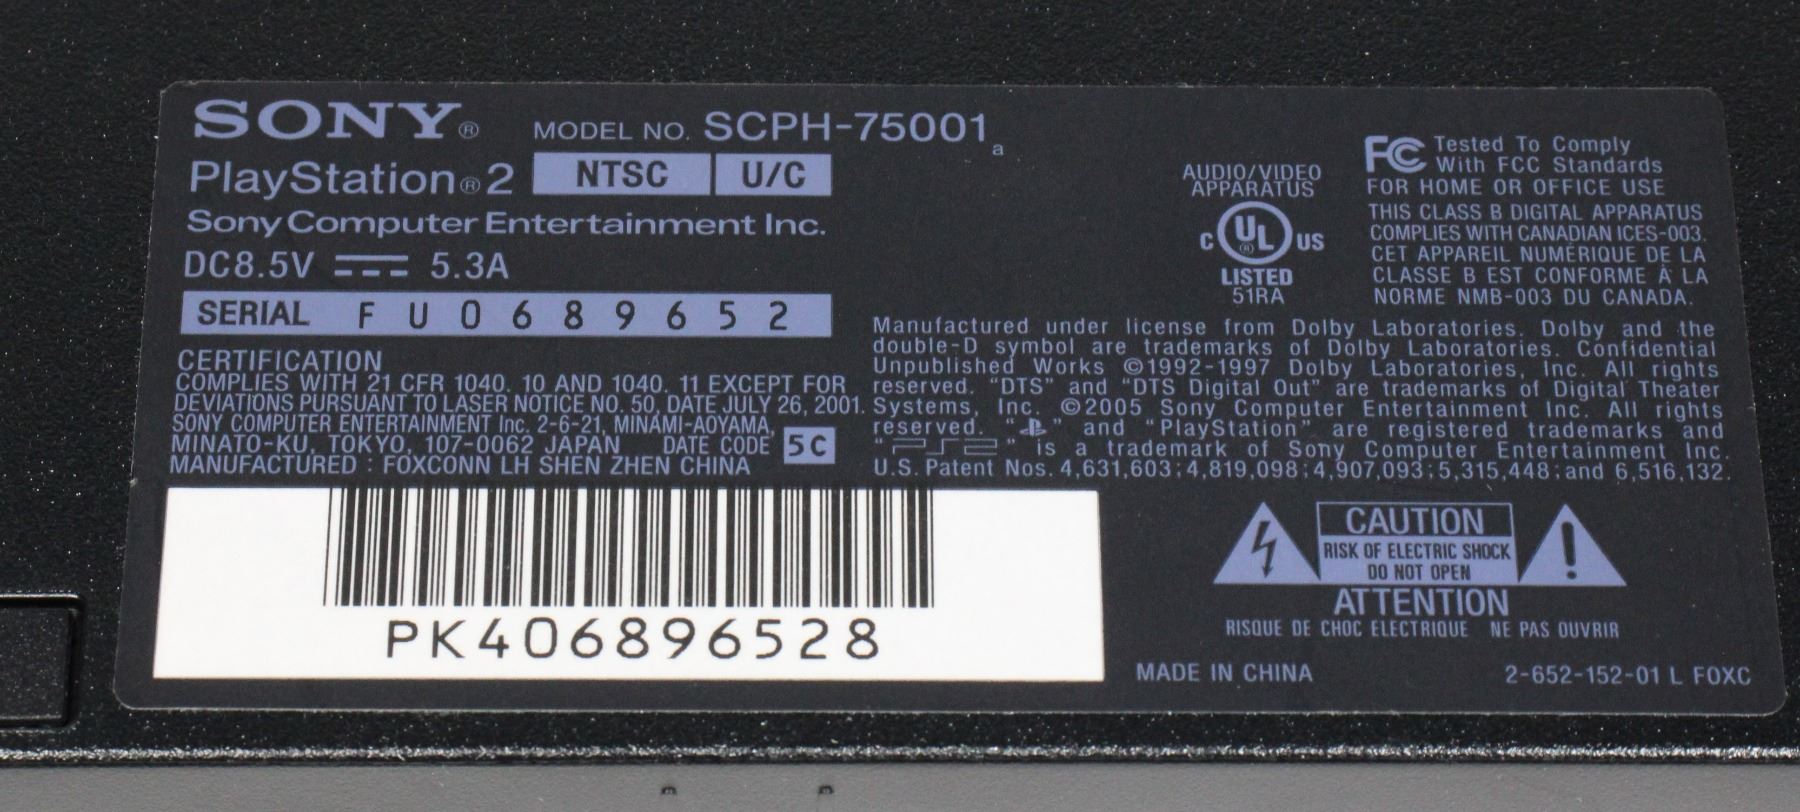 SONY® MODEL NO. SCPH-75001 a
PlayStation®2 NTSC U/C
Sony Computer Entertainment Inc.
DC8.5V 5.3A
SERIAL FU0689652
CERTIFICATION
COMPLIES WITH 21 CFR 1040. 10 AND 1040. 11 EXCEPT FOR
DEVIATIONS PURSUANT TO LASER NOTICE NO. 50, DATE JULY 26, 2001.
SONY COMPUTER ENTERTAINMENT Inc. 2-6-21, MINAMI-AOYAMA,
MINATO-KU, TOKYO, 107-0062 JAPAN DATE CODE 5C
MANUFACTURED : FOXCONN LH SHEN ZHEN CHINA
PK406896528
AUDIO/VIDEO
APPARATUS
C UL® US
LISTED
51RA
FC Tested To Comply
With FCC Standards
FOR HOME OR OFFICE USE
THIS CLASS B DIGITAL APPARATUS
COMPLIES WITH CANADIAN ICES-003.
CET APPAREIL NUMÉRIQUE DE LA
CLASSE B EST CONFORME À LA
NORME NMB-003 DU CANADA.
Manufactured under license from Dolby Laboratories. Dolby and the
double-D symbol are trademarks of Dolby Laboratories. Confidential
Unpublished Works ©1992-1997 Dolby Laboratories, Inc. All rights
reserved. "DTS" and "DTS Digital Out" are trademarks of Digital Theater
Systems, Inc. ©2005 Sony Computer Entertainment Inc. All rights
reserved. " " and "PlayStation" are registered trademarks and
"PS2" is a trademark of Sony Computer Entertainment Inc.
U.S. Patent Nos. 4,631,603;4,819,098;4,907,093;5,315,448;and 6,516,132.
CAUTION
RISK OF ELECTRIC SHOCK
DO NOT OPEN
ATTENTION
RISQUE DE CHOC ELECTRIQUE NE PAS OUVRIR
MADE IN CHINA 2-652-152-01 L FOXC